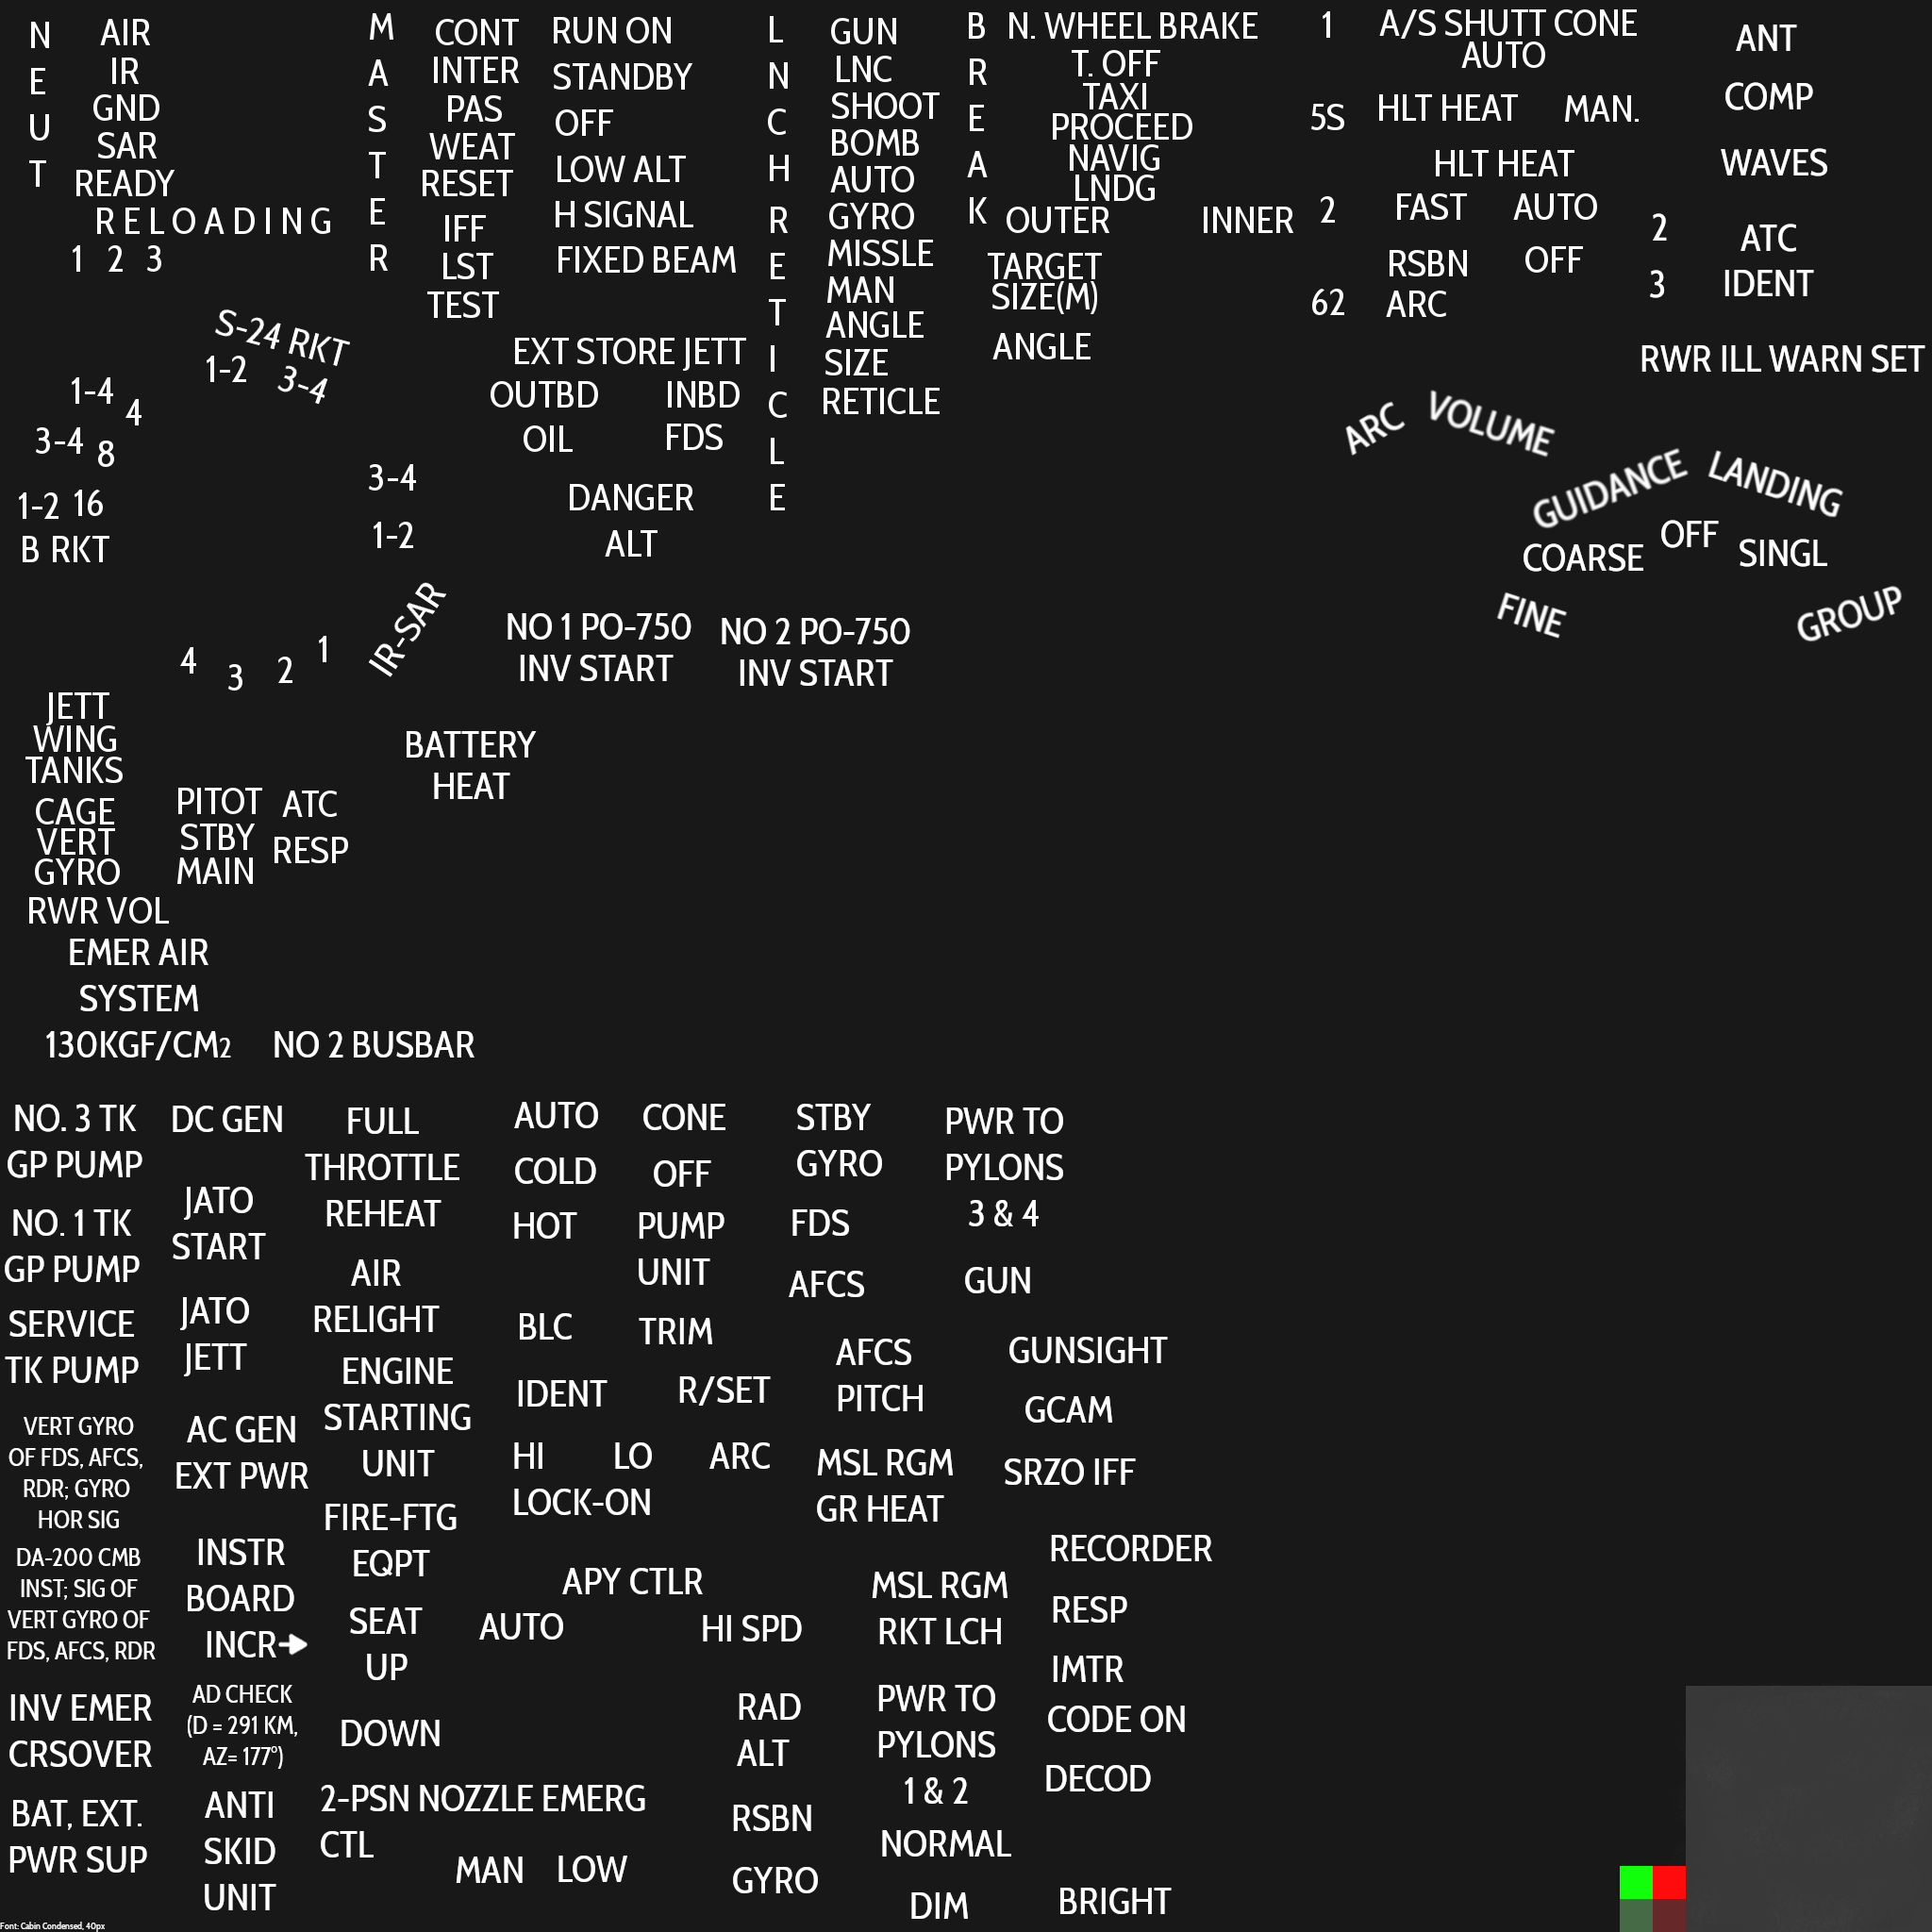 NEUT
AIR
IR
GND
SAR
READY
RELOADING
1 2 3
MASTER
CONT
INTER
PAS
WEAT
RESET
IFF
LST
TEST
RUN ON
STANDBY
OFF
LOW ALT
H SIGNAL
FIXED BEAM
LNCH RETICLE
GUN
LNC
SHOOT
BOMB
AUTO
GYRO
MISSLE
MAN
ANGLE
SIZE
RETICLE
BREAK
N. WHEEL BRAKE
T. OFF
TAXI
PROCEED
NAVIG
LNDG
OUTER INNER
TARGET
SIZE(M)
ANGLE
1
5S
2
62
A/S SHUTT CONE
AUTO
HLT HEAT MAN.
HLT HEAT
FAST AUTO
RSBN OFF
ARC
2
3
ANT
COMP
WAVES
ATC
IDENT
RWR ILL WARN SET
S-24 RKT
1-2 3-4
1-4 4
3-4 8
1-2 16
B RKT
3-4
1-2
IR-SAR
4 3 2 1
EXT STORE JETT
OUTBD INBD
OIL FDS
DANGER
ALT
NO 1 PO-750
INV START
NO 2 PO-750
INV START
ARC VOLUME
GUIDANCE LANDING
COARSE OFF SINGL
FINE GROUP
JETT
WING
TANKS
CAGE
VERT
GYRO
PITOT
STBY
MAIN
ATC
RESP
BATTERY
HEAT
RWR VOL
EMER AIR
SYSTEM
130KGF/CM2
NO 2 BUSBAR
NO. 3 TK
GP PUMP
NO. 1 TK
GP PUMP
SERVICE
TK PUMP
VERT GYRO
OF FDS, AFCS,
RDR; GYRO
HOR SIG
DA-200 CMB
INST; SIG OF
VERT GYRO OF
FDS, AFCS, RDR
INV EMER
CRSOVER
BAT, EXT.
PWR SUP
DC GEN
JATO
START
JATO
JETT
AC GEN
EXT PWR
INSTR
BOARD
INCR
AD CHECK
(D = 291 KM,
AZ= 177°)
ANTI
SKID
UNIT
FULL
THROTTLE
REHEAT
AIR
RELIGHT
ENGINE
STARTING
UNIT
FIRE-FTG
EQPT
SEAT
UP
DOWN
2-PSN NOZZLE EMERG
CTL
MAN LOW
AUTO CONE
COLD OFF
HOT
PUMP
UNIT
BLC TRIM
IDENT R/SET
HI LO ARC
LOCK-ON
APY CTLR
AUTO HI SPD
RAD
ALT
RSBN
GYRO
STBY
GYRO
FDS
AFCS
AFCS
PITCH
MSL RGM
GR HEAT
MSL RGM
RKT LCH
PWR TO
PYLONS
1 & 2
NORMAL
DIM
PWR TO
PYLONS
3 & 4
GUN
GUNSIGHT
GCAM
SRZO IFF
RECORDER
RESP
IMTR
CODE ON
DECOD
BRIGHT
Font: Cabin Condensed, 40px